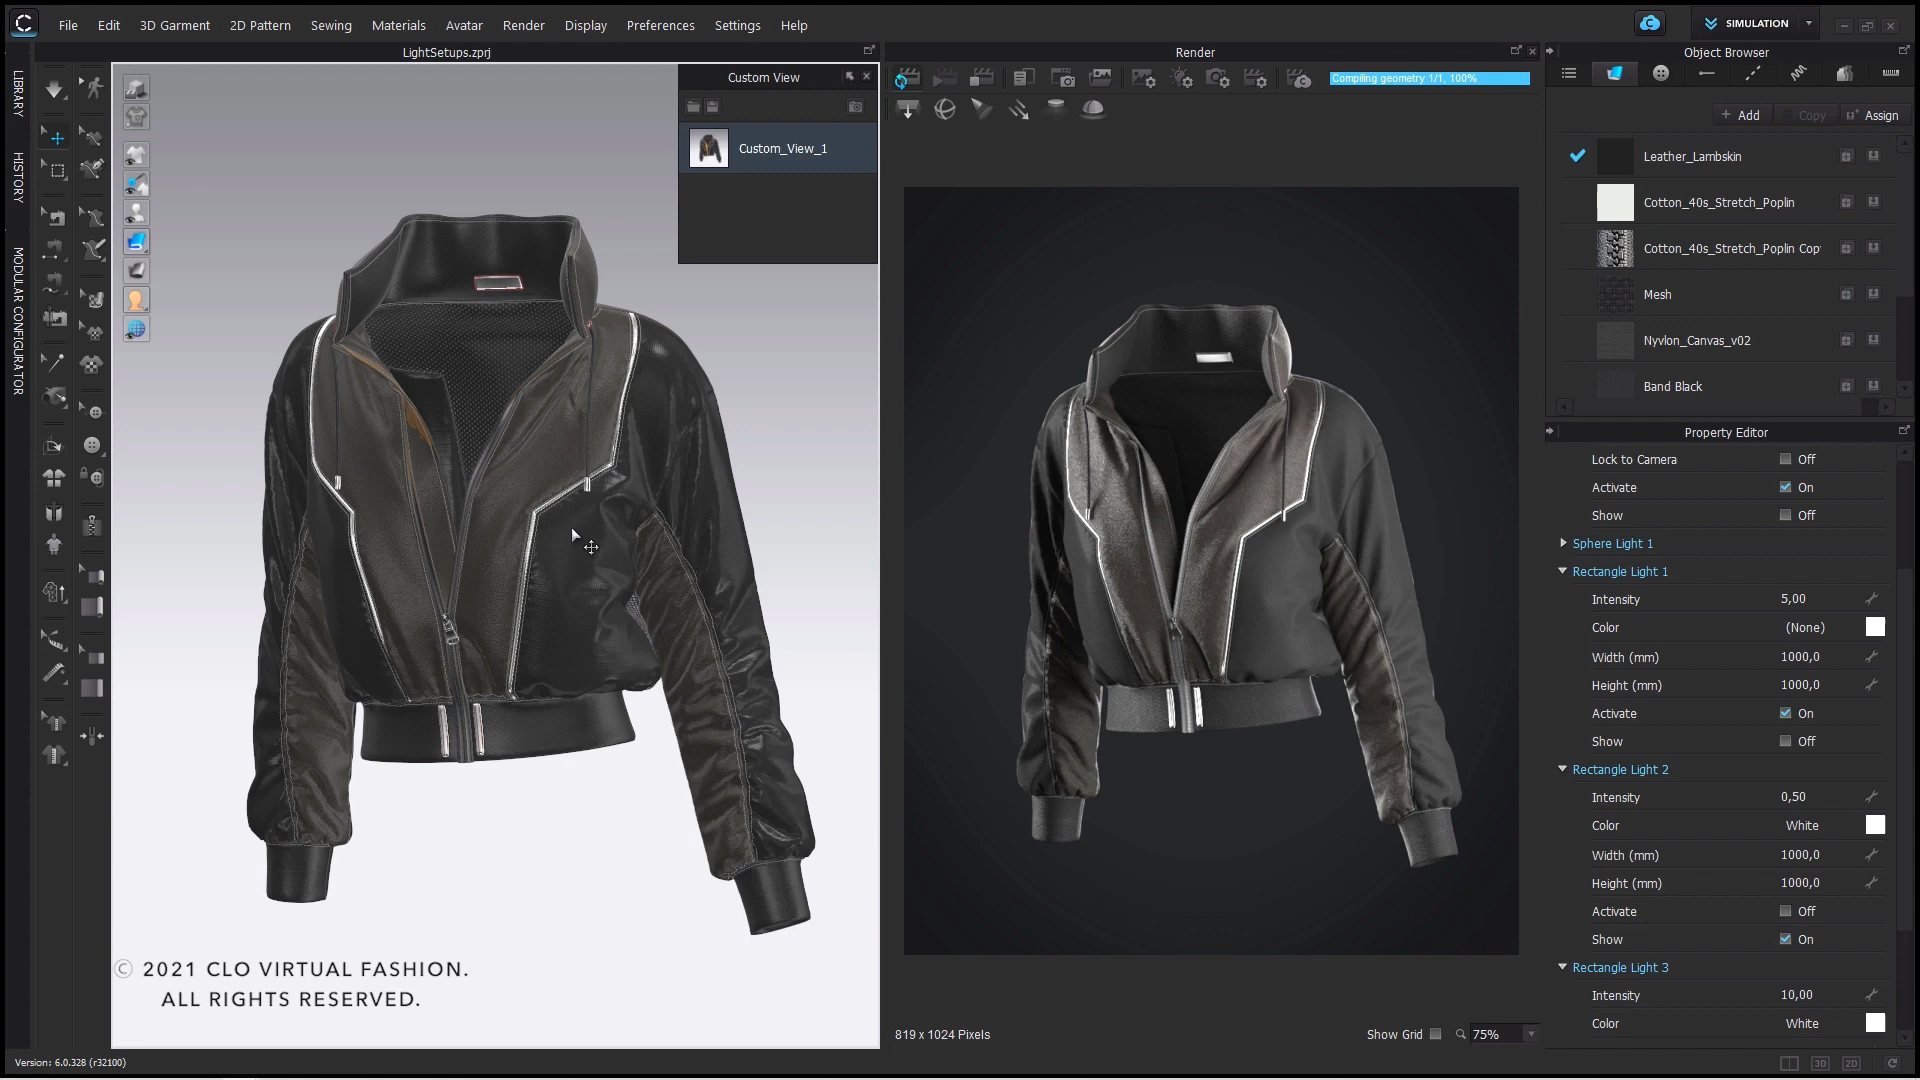 File Edit 3D Garment 2D Pattern Sewing Materials Avatar Render Display Preferences Settings Help
SIMULATION
LightSetups.zprj
Render
Object Browser
LIBRARY
HISTORY
MODULAR CONFIGURATOR
Custom View
Custom_View_1
Compiling geometry 1/1, 100%
Add Copy Assign
Leather_Lambskin
Cotton_40s_Stretch_Poplin
Cotton_40s_Stretch_Poplin Cop
Mesh
Nyvlon_Canvas_v02
Band Black
Property Editor
Lock to Camera Off
Activate On
Show Off
Sphere Light 1
Rectangle Light 1
Intensity 5,00
Color (None)
Width (mm) 1000,0
Height (mm) 1000,0
Activate On
Show Off
Rectangle Light 2
Intensity 0,50
Color White
Width (mm) 1000,0
Height (mm) 1000,0
Activate Off
Show On
Rectangle Light 3
Intensity 10,00
Color White
© 2021 CLO VIRTUAL FASHION.
ALL RIGHTS RESERVED.
819 x 1024 Pixels
Show Grid 75%
Version: 6.0.328 (r32100)
3D 2D